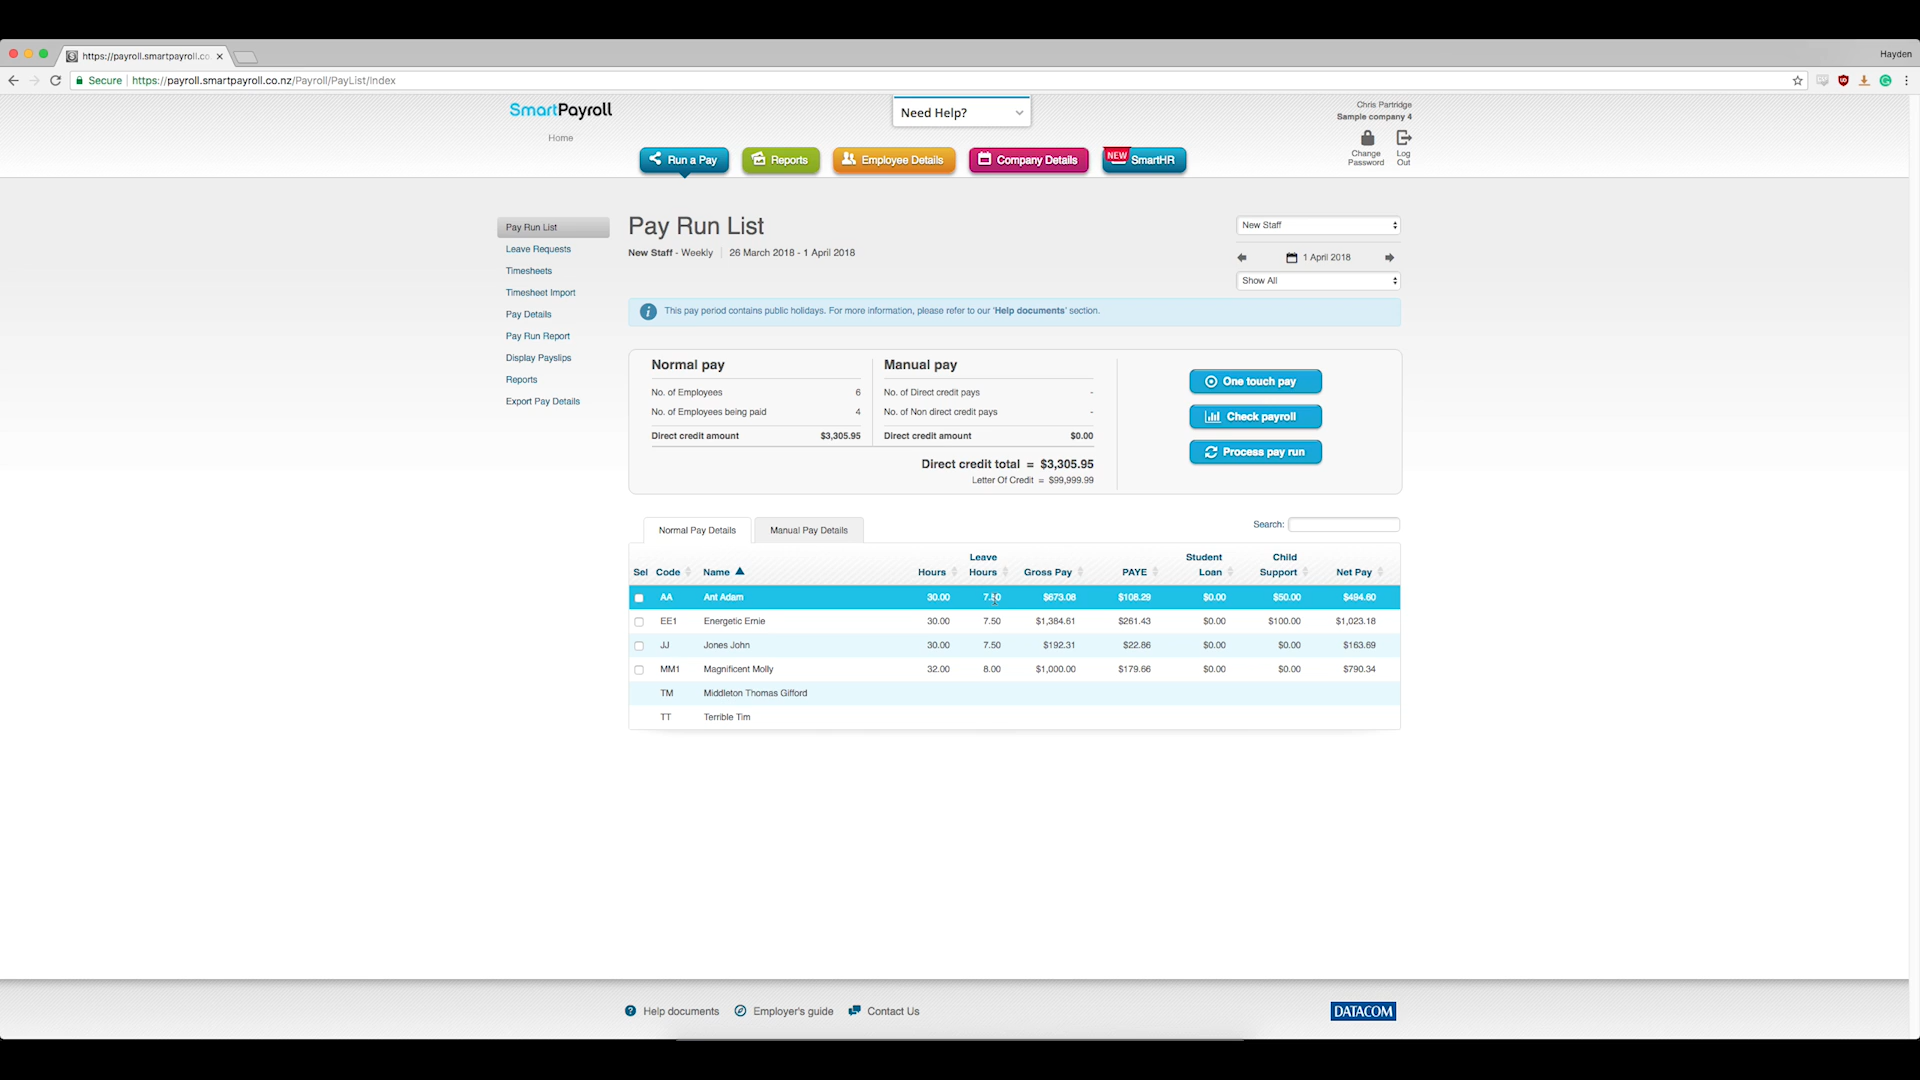 https://payroll.smartpayroll.co
Hayden
Secure | https://payroll.smartpayroll.co.nz/Payroll/PayList/Index
SmartPayroll
Need Help?
Chris Partridge
Sample company 4
Home
Change Password
Log Out
Run a Pay
Reports
Employee Details
Company Details
NEW SmartHR
Pay Run List
Leave Requests
Timesheets
Timesheet Import
Pay Details
Pay Run Report
Display Payslips
Reports
Export Pay Details
Pay Run List
New Staff - Weekly | 26 March 2018 - 1 April 2018
New Staff
1 April 2018
Show All
This pay period contains public holidays. For more information, please refer to our 'Help documents' section.
Normal pay
No. of Employees 6
No. of Employees being paid 4
Direct credit amount $3,305.95
Manual pay
No. of Direct credit pays -
No. of Non direct credit pays -
Direct credit amount $0.00
Direct credit total = $3,305.95
Letter Of Credit = $99,999.99
One touch pay
Check payroll
Process pay run
Normal Pay Details
Manual Pay Details
Search:
Sel Code Name Hours Leave Hours Gross Pay PAYE Student Loan Child Support Net Pay
AA Ant Adam 30.00 7.50 $673.08 $108.29 $0.00 $50.00 $494.60
EE1 Energetic Ernie 30.00 7.50 $1,384.61 $261.43 $0.00 $100.00 $1,023.18
JJ Jones John 30.00 7.50 $192.31 $22.86 $0.00 $0.00 $163.69
MM1 Magnificent Molly 32.00 8.00 $1,000.00 $179.66 $0.00 $0.00 $790.34
TM Middleton Thomas Gifford
TT Terrible Tim
Help documents
Employer's guide
Contact Us
DATACOM